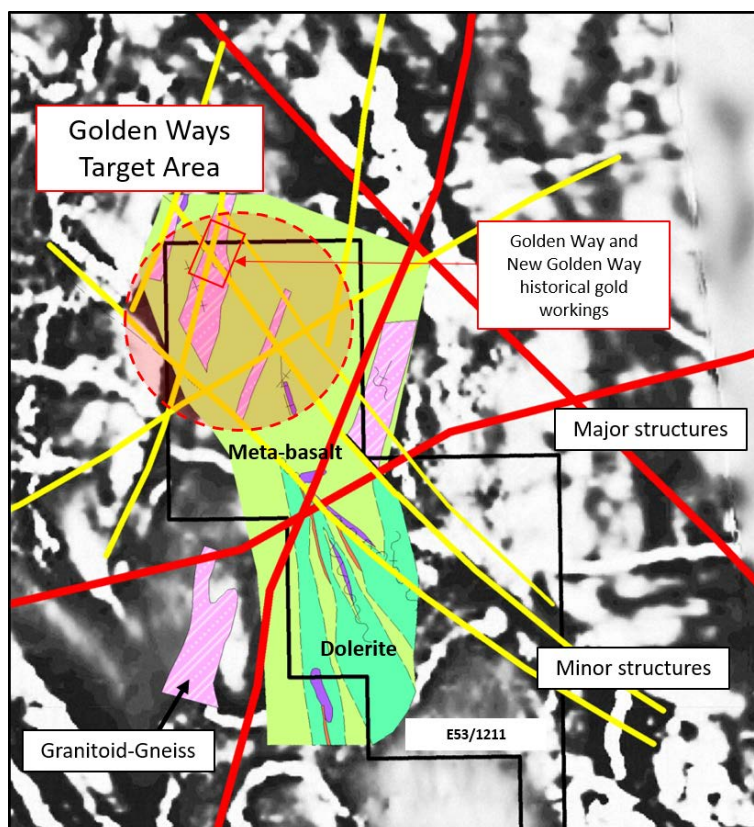 Golden Ways
Target Area
Golden Way and
New Golden Way
historical gold
workings
Major structures
Meta-basalt
Dolerite
Minor structures
Granitoid-Gneiss
E53/1211